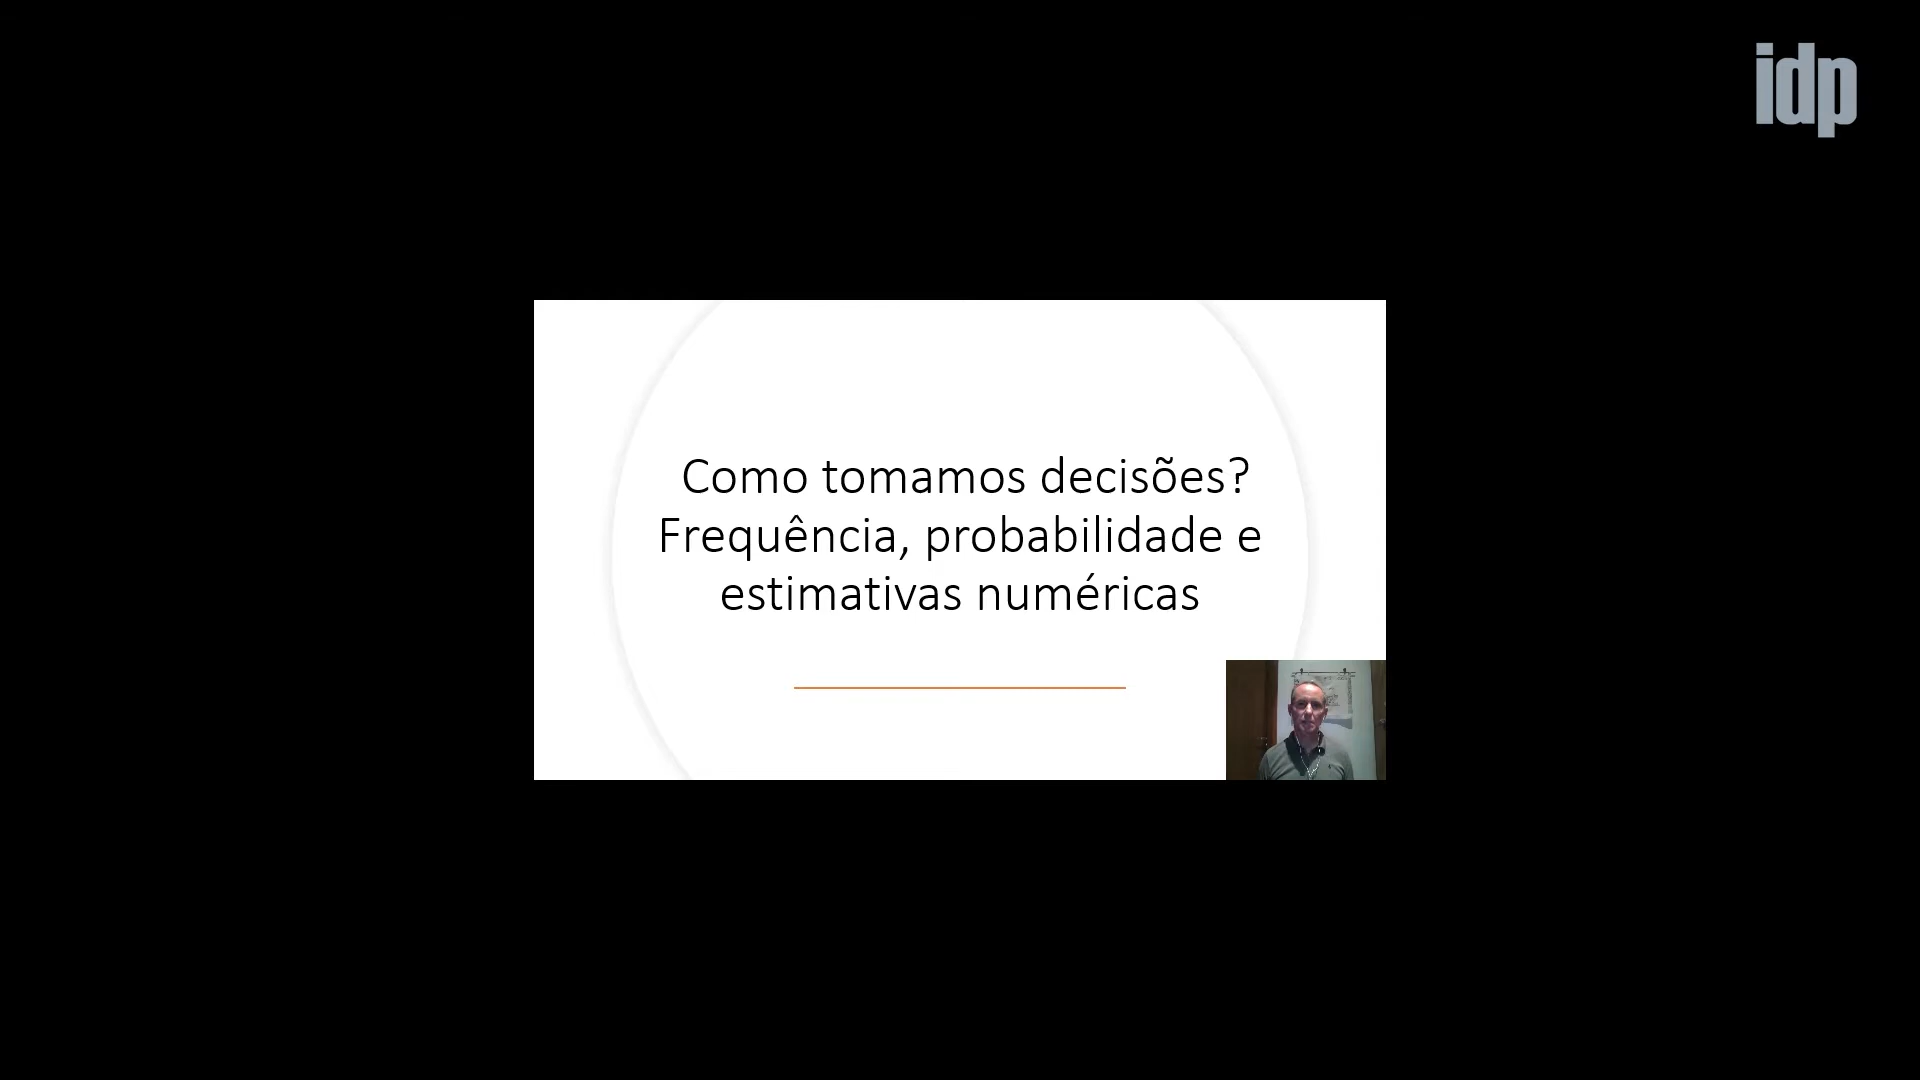 idp
Como tomamos decisões?
Frequência, probabilidade e
estimativas numéricas